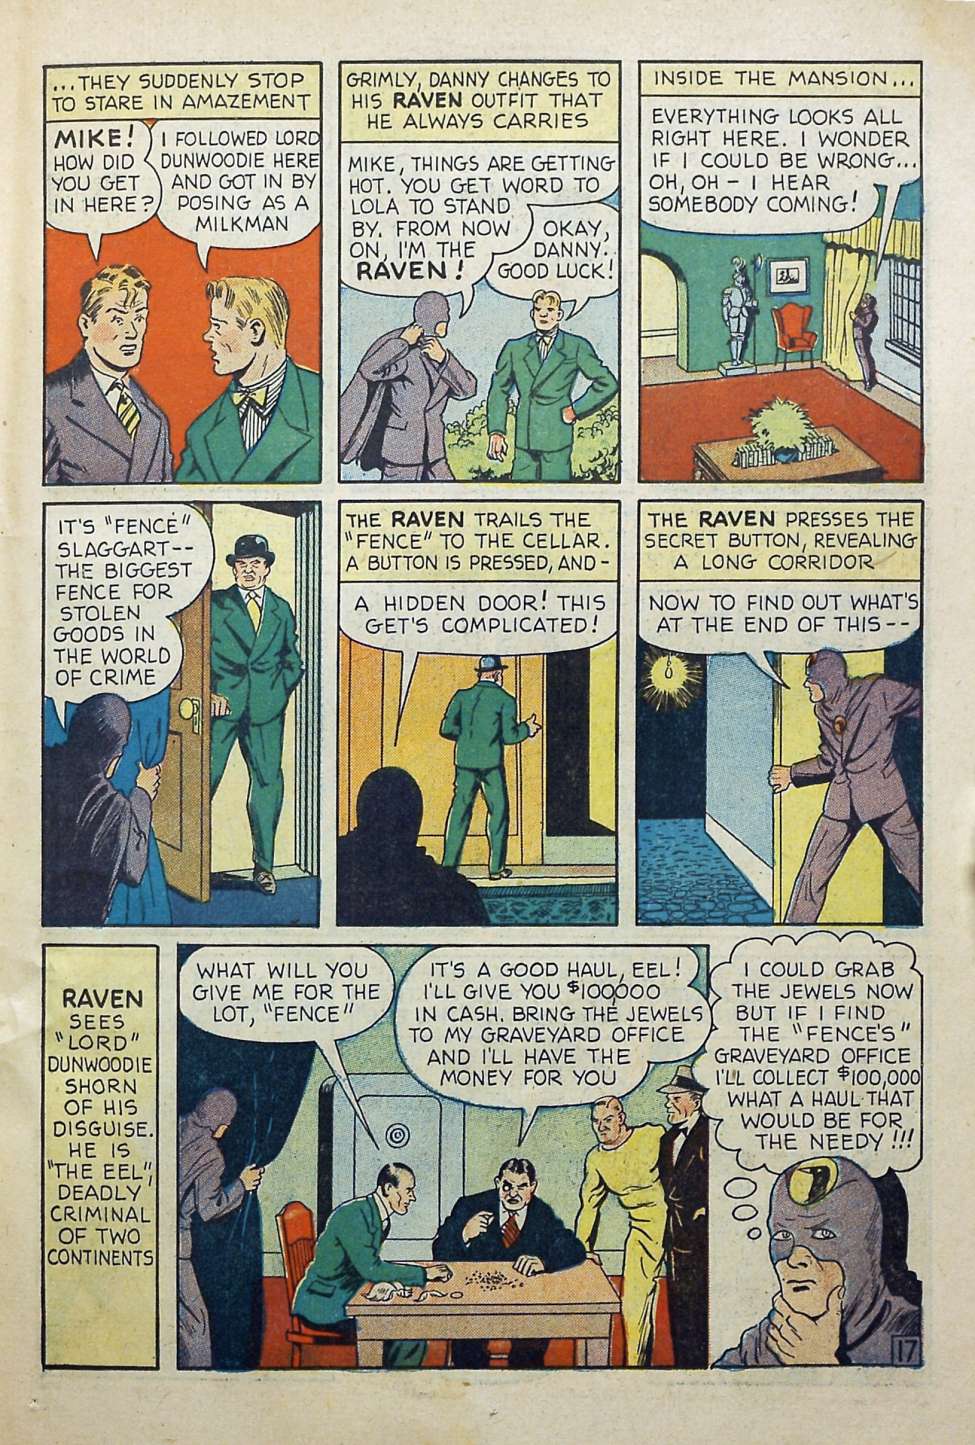 ...THEY SUDDENLY STOP
TO STARE IN AMAZEMENT
MIKE!
HOW DID
YOU GET
IN HERE?
I FOLLOWED LORD
DUNWOODIE HERE
AND GOT IN BY
POSING AS A
MILKMAN
GRIMLY, DANNY CHANGES TO
HIS RAVEN OUTFIT THAT
HE ALWAYS CARRIES
MIKE, THINGS ARE GETTING
HOT. YOU GET WORD TO
LOLA TO STAND
BY. FROM NOW
ON, I'M THE
RAVEN!
OKAY,
DANNY.
GOOD LUCK!
INSIDE THE MANSION...
EVERYTHING LOOKS ALL
RIGHT HERE. I WONDER
IF I COULD BE WRONG...
OH, OH - I HEAR
SOMEBODY COMING!
IT'S "FENCE"
SLAGGART--
THE BIGGEST
FENCE FOR
STOLEN
GOODS IN
THE WORLD
OF CRIME
THE RAVEN TRAILS THE
"FENCE" TO THE CELLAR.
A BUTTON IS PRESSED, AND-
A HIDDEN DOOR! THIS
GET'S COMPLICATED!
THE RAVEN PRESSES THE
SECRET BUTTON, REVEALING
A LONG CORRIDOR
NOW TO FIND OUT WHAT'S
AT THE END OF THIS--
RAVEN
SEES
"LORD"
DUNWOODIE
SHORN
OF HIS
DISGUISE.
HE IS
"THE EEL",
DEADLY
CRIMINAL
OF TWO
CONTINENTS
WHAT WILL YOU
GIVE ME FOR THE
LOT, "FENCE"
IT'S A GOOD HAUL, EEL!
I'LL GIVE YOU $100,000
IN CASH. BRING THE JEWELS
TO MY GRAVEYARD OFFICE
AND I'LL HAVE THE
MONEY FOR YOU
I COULD GRAB
THE JEWELS NOW
BUT IF I FIND
THE "FENCE'S"
GRAVEYARD OFFICE
I'LL COLLECT $100,000
WHAT A HAUL THAT
WOULD BE FOR
THE NEEDY!!!
17